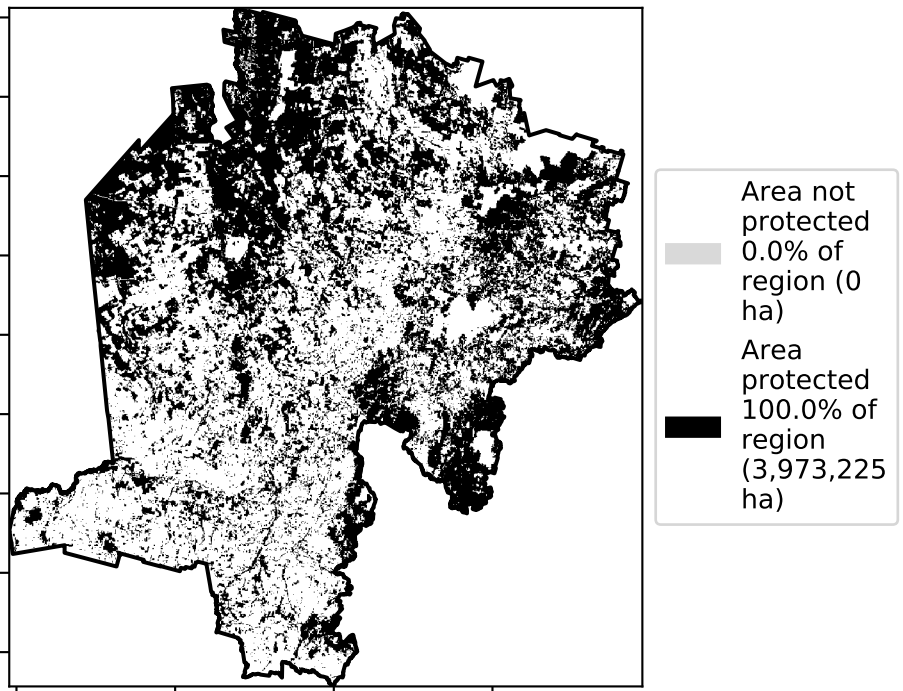 Area not
protected
0.0% of
region (0
ha)
Area
protected
100.0% of
region
(3,973,225
ha)